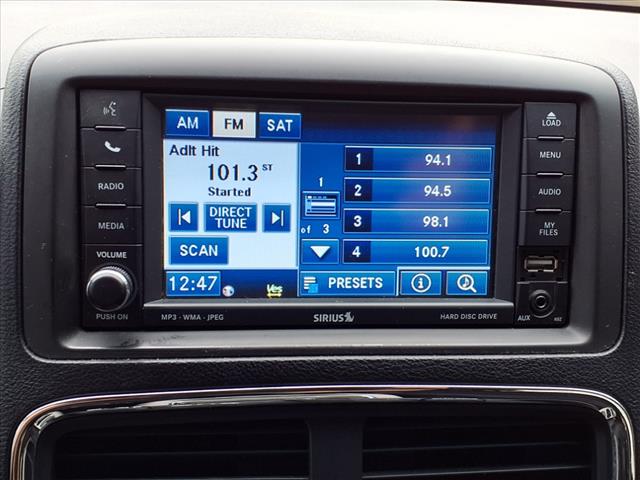 LOAD
AM FM SAT
Adlt Hit
101.3 ST
Started
1 94.1
2 94.5
3 98.1
4 100.7
1
of 3
DIRECT
TUNE
SCAN
12:47
Yes
PRESETS
RADIO
MEDIA
VOLUME
PUSH ON
MENU
AUDIO
MY
FILES
AUX
MP3 - WMA - JPEG
SIRIUS
HARD DISC DRIVE